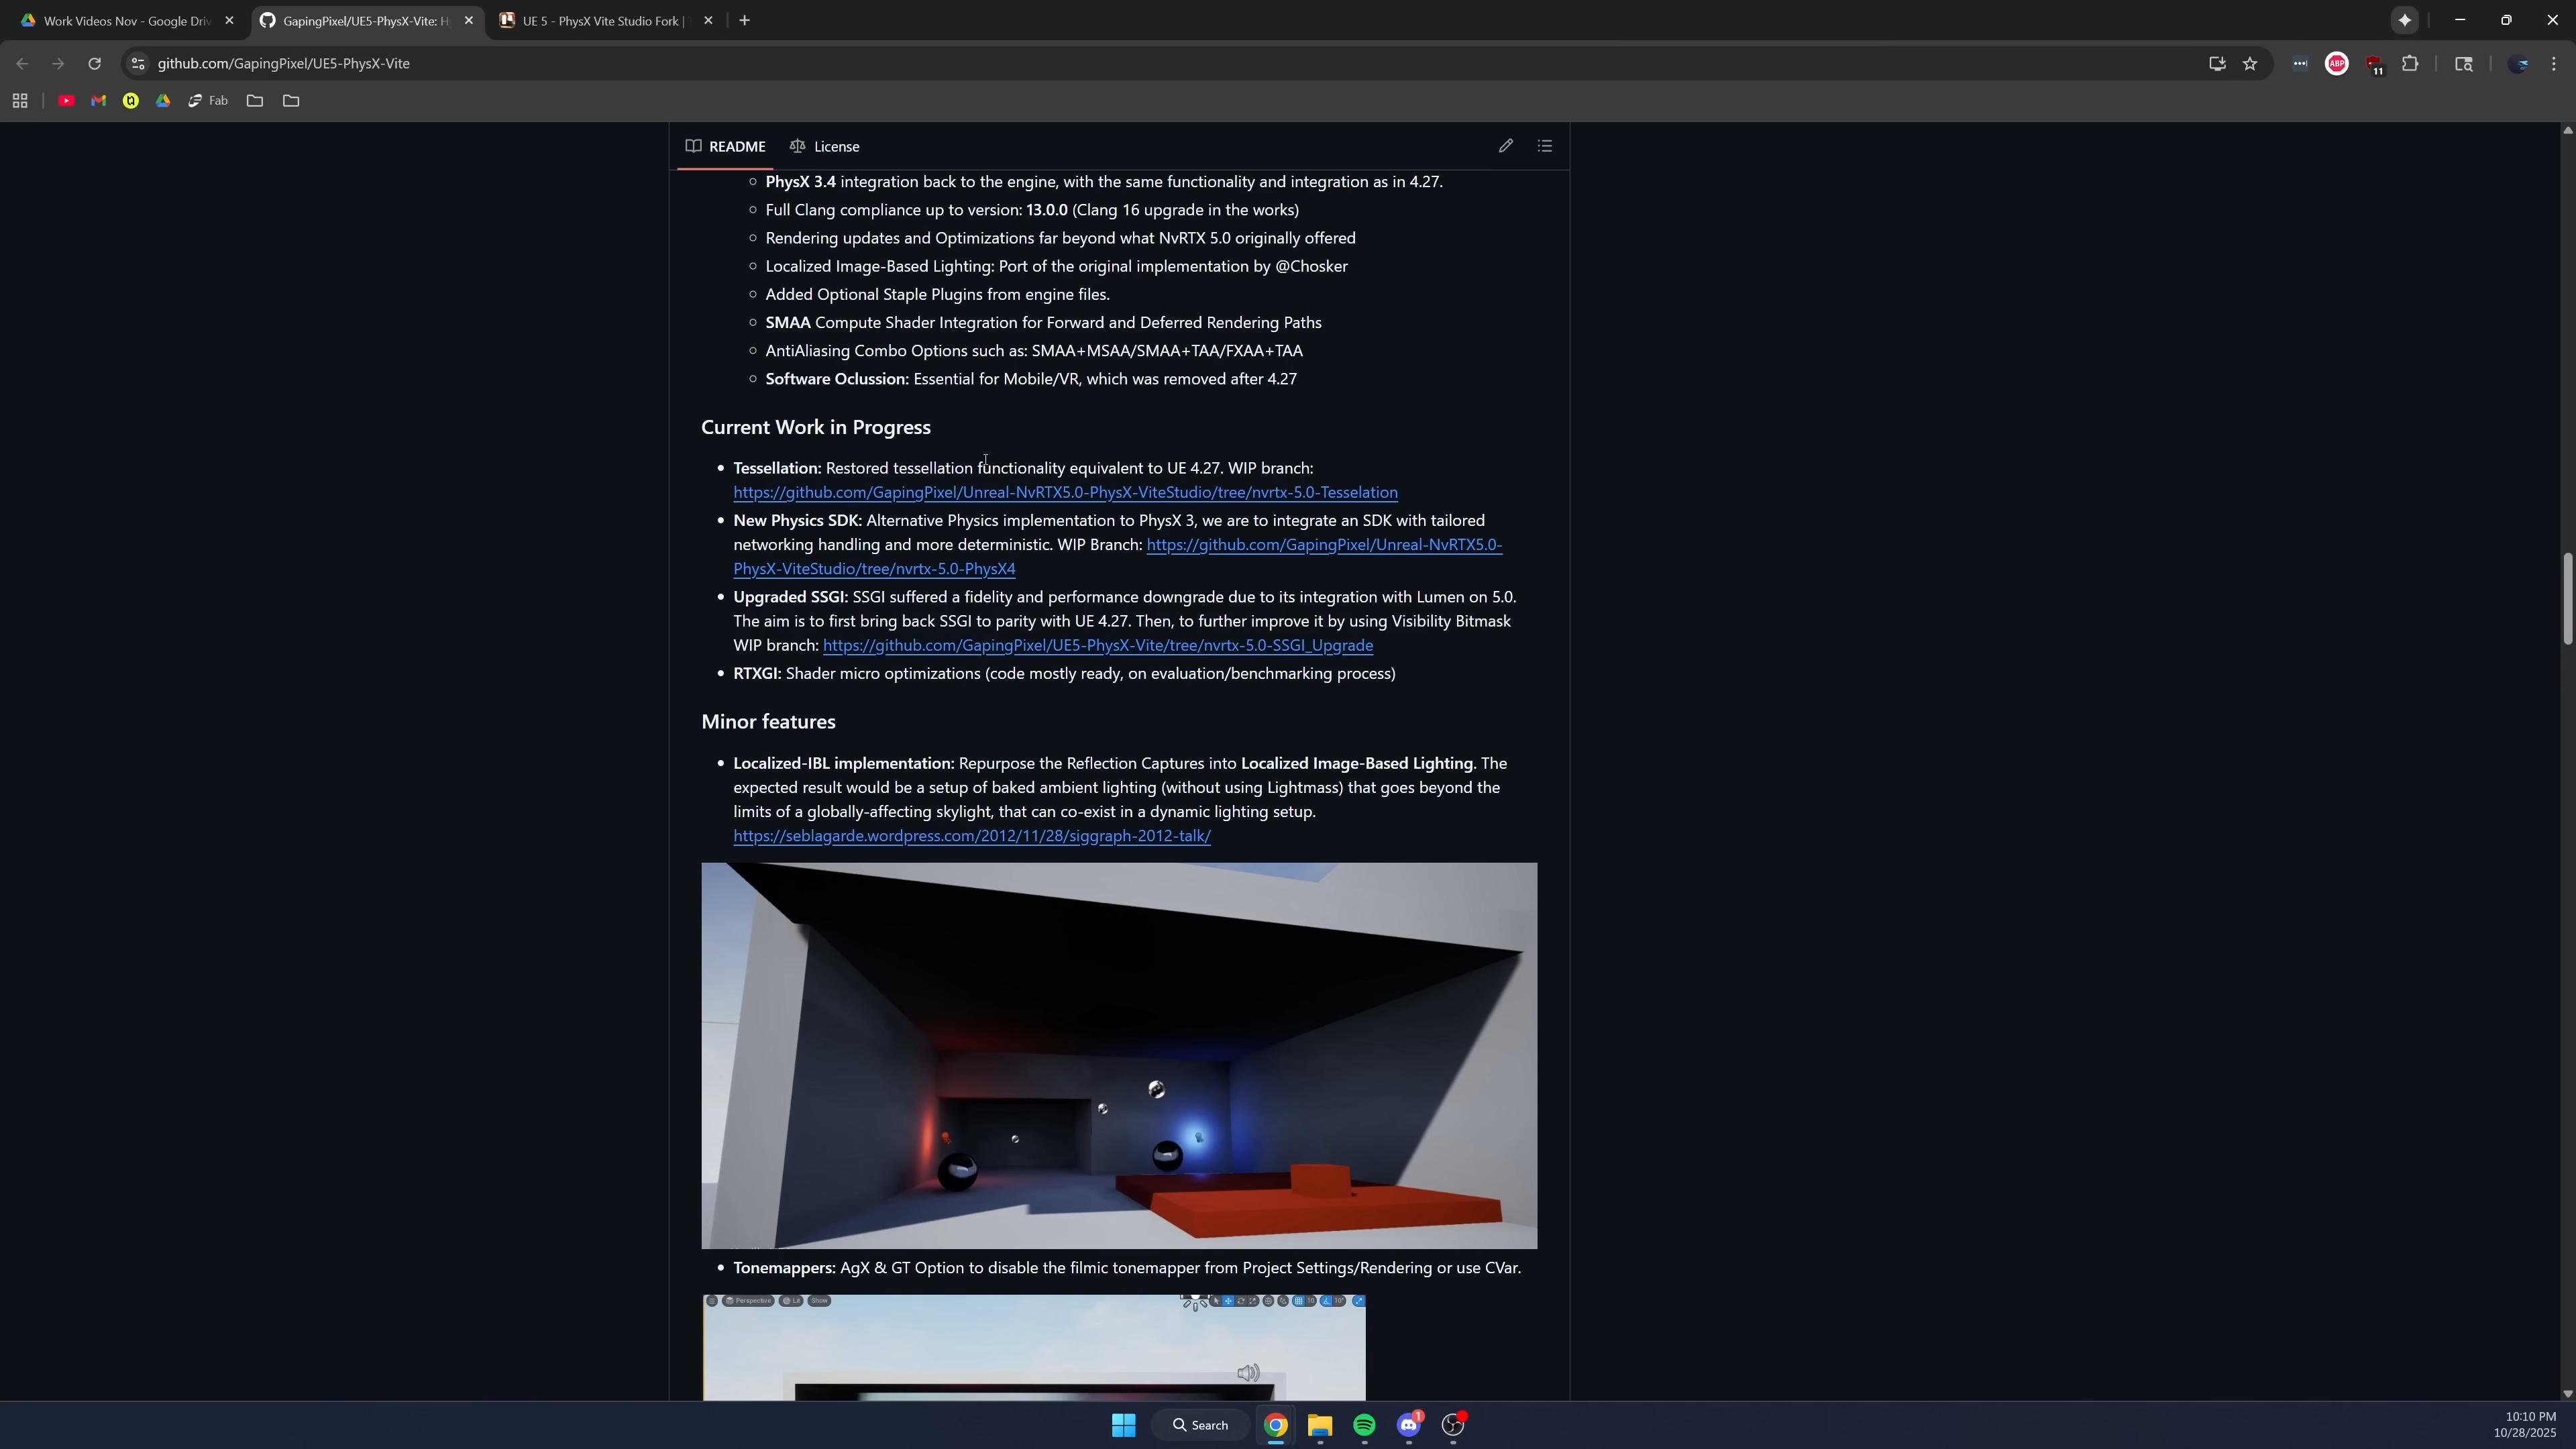 Work Videos Nov - Google Driv
GapingPixel/UE5-PhysX-Vite: H
UE 5 - PhysX Vite Studio Fork |
github.com/GapingPixel/UE5-PhysX-Vite
ABP
11
Fab
README
License
PhysX 3.4 integration back to the engine, with the same functionality and integration as in 4.27.
Full Clang compliance up to version: 13.0.0 (Clang 16 upgrade in the works)
Rendering updates and Optimizations far beyond what NvRTX 5.0 originally offered
Localized Image-Based Lighting: Port of the original implementation by @Chosker
Added Optional Staple Plugins from engine files.
SMAA Compute Shader Integration for Forward and Deferred Rendering Paths
AntiAliasing Combo Options such as: SMAA+MSAA/SMAA+TAA/FXAA+TAA
Software Oclussion: Essential for Mobile/VR, which was removed after 4.27
Current Work in Progress
Tessellation: Restored tessellation functionality equivalent to UE 4.27. WIP branch:
https://github.com/GapingPixel/Unreal-NvRTX5.0-PhysX-ViteStudio/tree/nvrtx-5.0-Tesselation
New Physics SDK: Alternative Physics implementation to PhysX 3, we are to integrate an SDK with tailored
networking handling and more deterministic. WIP Branch: https://github.com/GapingPixel/Unreal-NvRTX5.0-
PhysX-ViteStudio/tree/nvrtx-5.0-PhysX4
Upgraded SSGI: SSGI suffered a fidelity and performance downgrade due to its integration with Lumen on 5.0.
The aim is to first bring back SSGI to parity with UE 4.27. Then, to further improve it by using Visibility Bitmask
WIP branch: https://github.com/GapingPixel/UE5-PhysX-Vite/tree/nvrtx-5.0-SSGI_Upgrade
RTXGI: Shader micro optimizations (code mostly ready, on evaluation/benchmarking process)
Minor features
Localized-IBL implementation: Repurpose the Reflection Captures into Localized Image-Based Lighting. The
expected result would be a setup of baked ambient lighting (without using Lightmass) that goes beyond the
limits of a globally-affecting skylight, that can co-exist in a dynamic lighting setup.
https://seblagarde.wordpress.com/2012/11/28/siggraph-2012-talk/
Tonemappers: AgX & GT Option to disable the filmic tonemapper from Project Settings/Rendering or use CVar.
Perspective Lit Show 10 10°
Search
1
10:10 PM
10/28/2025